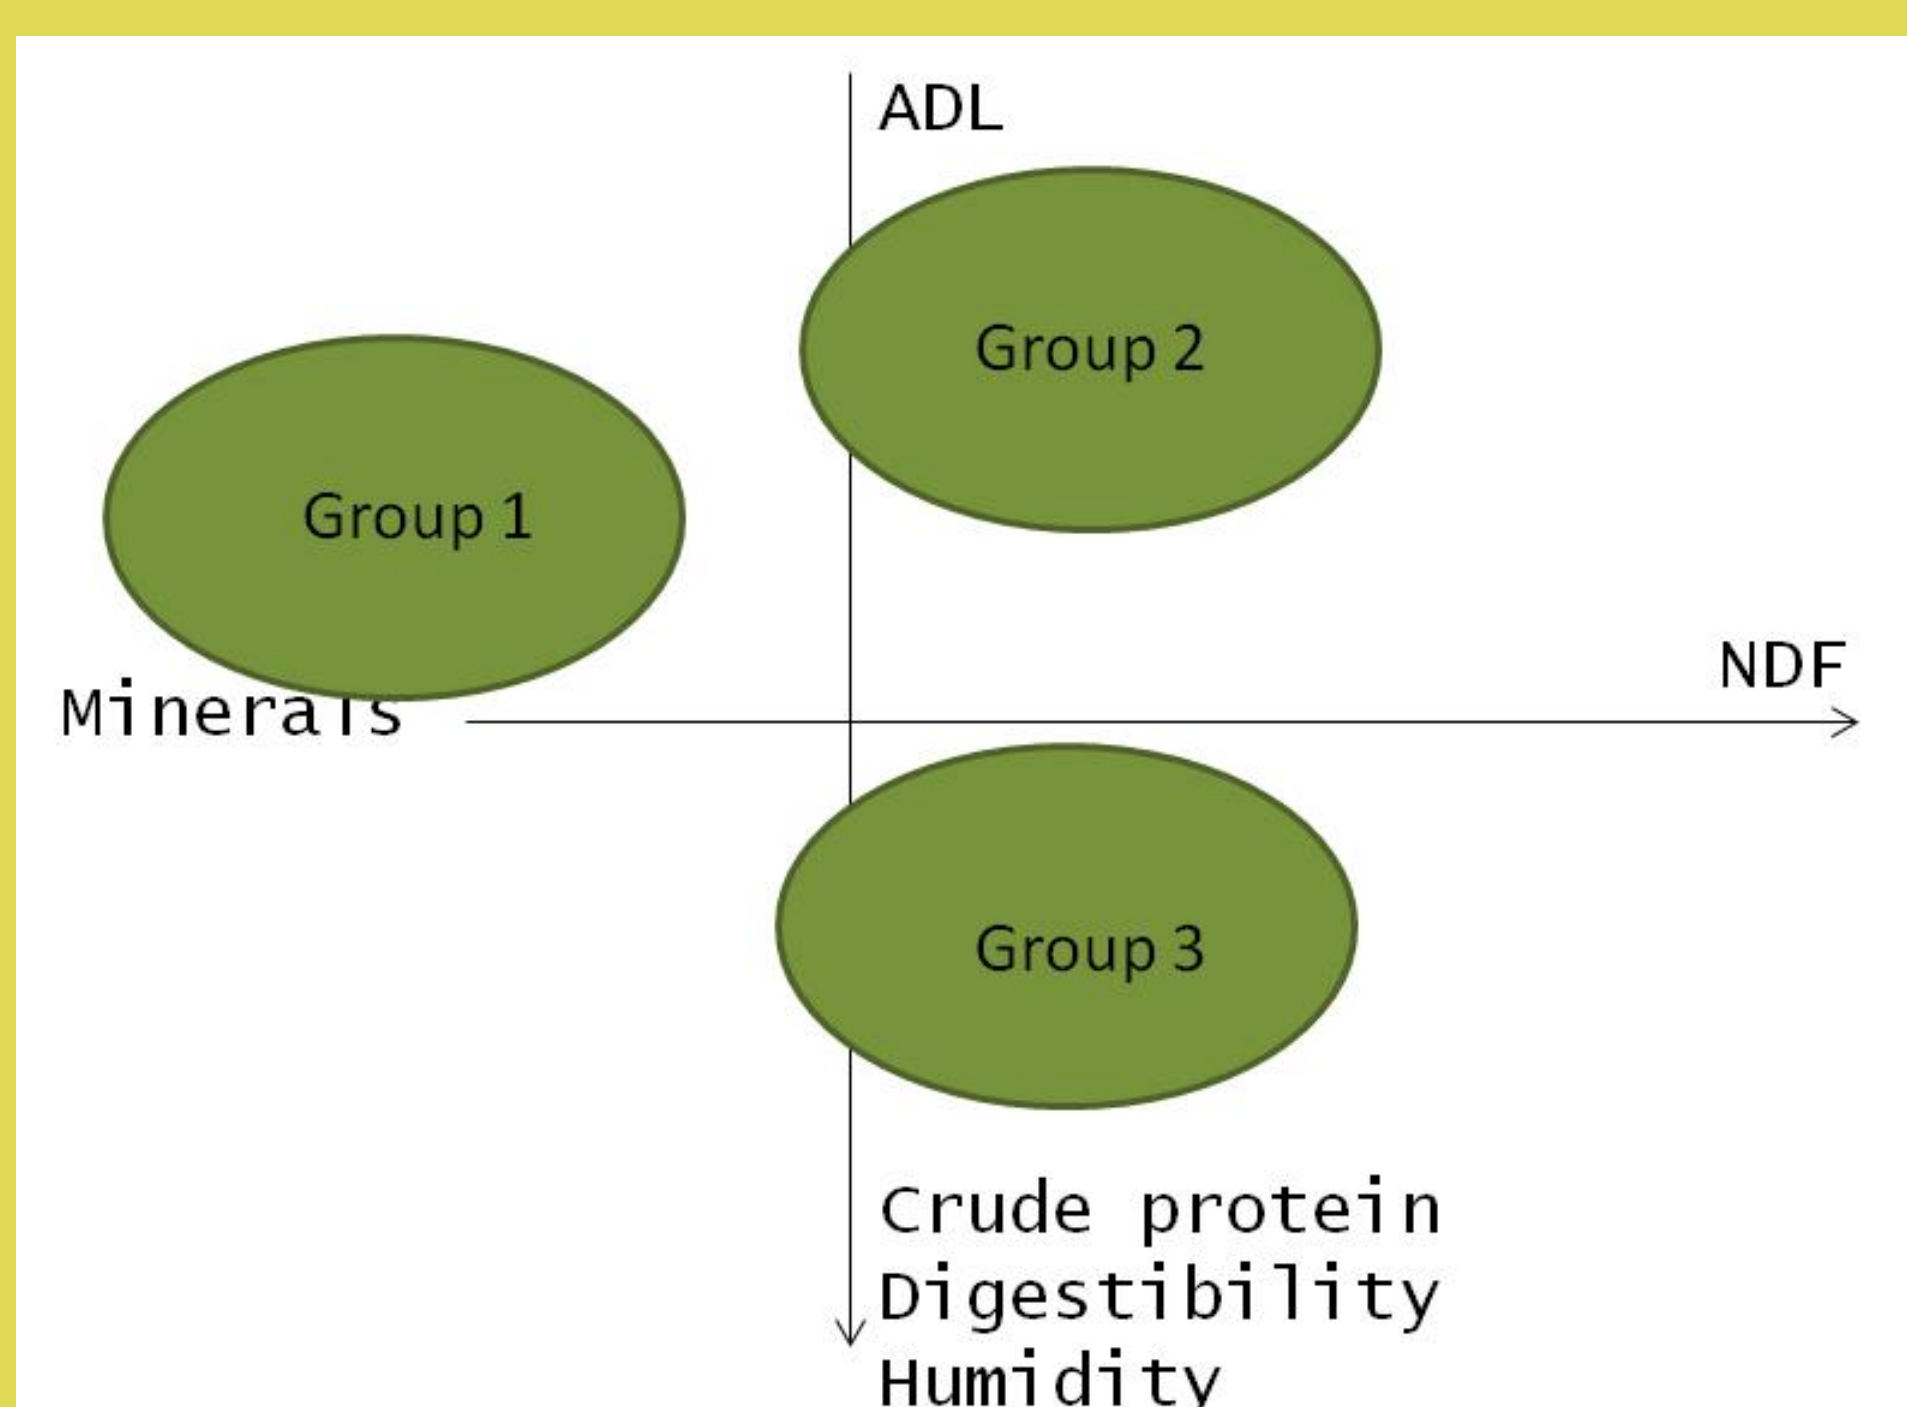 ADL
Group 2
Group 1
NDF
Minerals
Group 3
Crude protein
Digestibility
Humidity